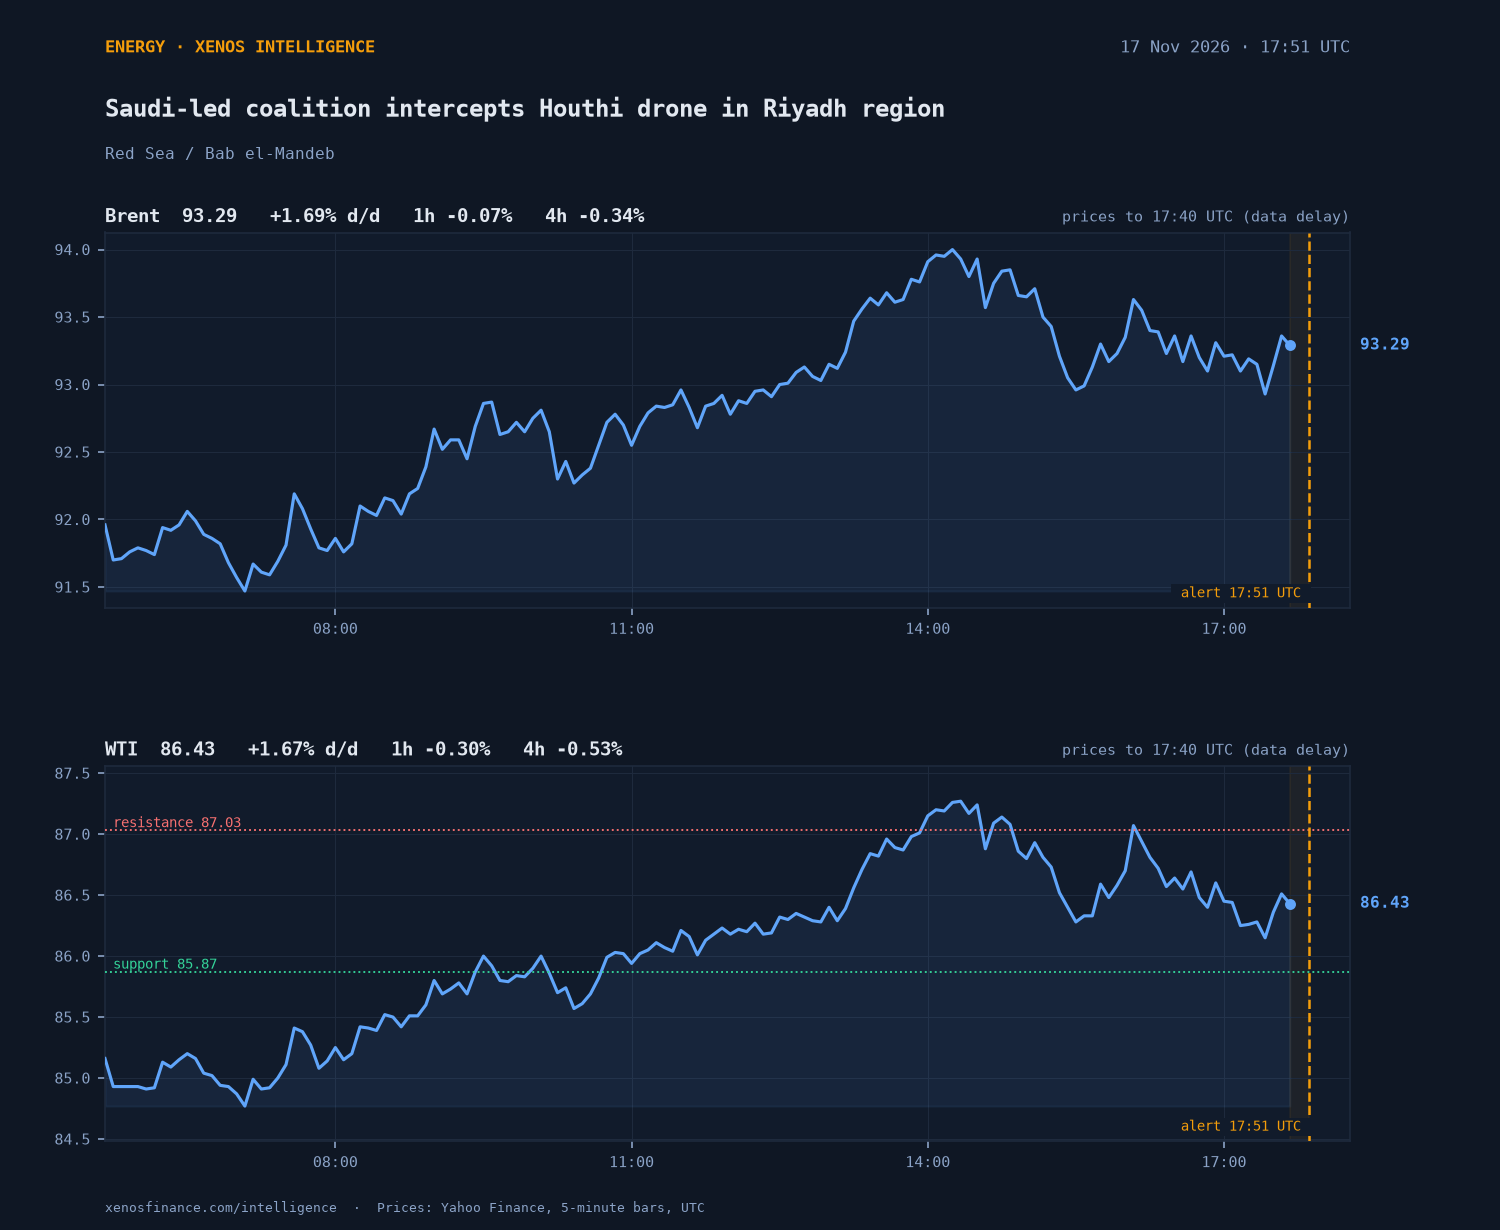 ENERGY · XENOS INTELLIGENCE
17 Nov 2026 · 17:51 UTC
Saudi-led coalition intercepts Houthi drone in Riyadh region
Red Sea / Bab el-Mandeb
Brent 93.29 +1.69% d/d 1h -0.07% 4h -0.34%
prices to 17:40 UTC (data delay)
94.0
93.5
93.29
93.0
92.5
92.0
91.5
alert 17:51 UTC
08:00 11:00 14:00 17:00
WTI 86.43 +1.67% d/d 1h -0.30% 4h -0.53%
prices to 17:40 UTC (data delay)
87.5
resistance 87.03
87.0
86.5
86.43
86.0
support 85.87
85.5
85.0
alert 17:51 UTC
84.5
08:00 11:00 14:00 17:00
xenosfinance.com/intelligence · Prices: Yahoo Finance, 5-minute bars, UTC